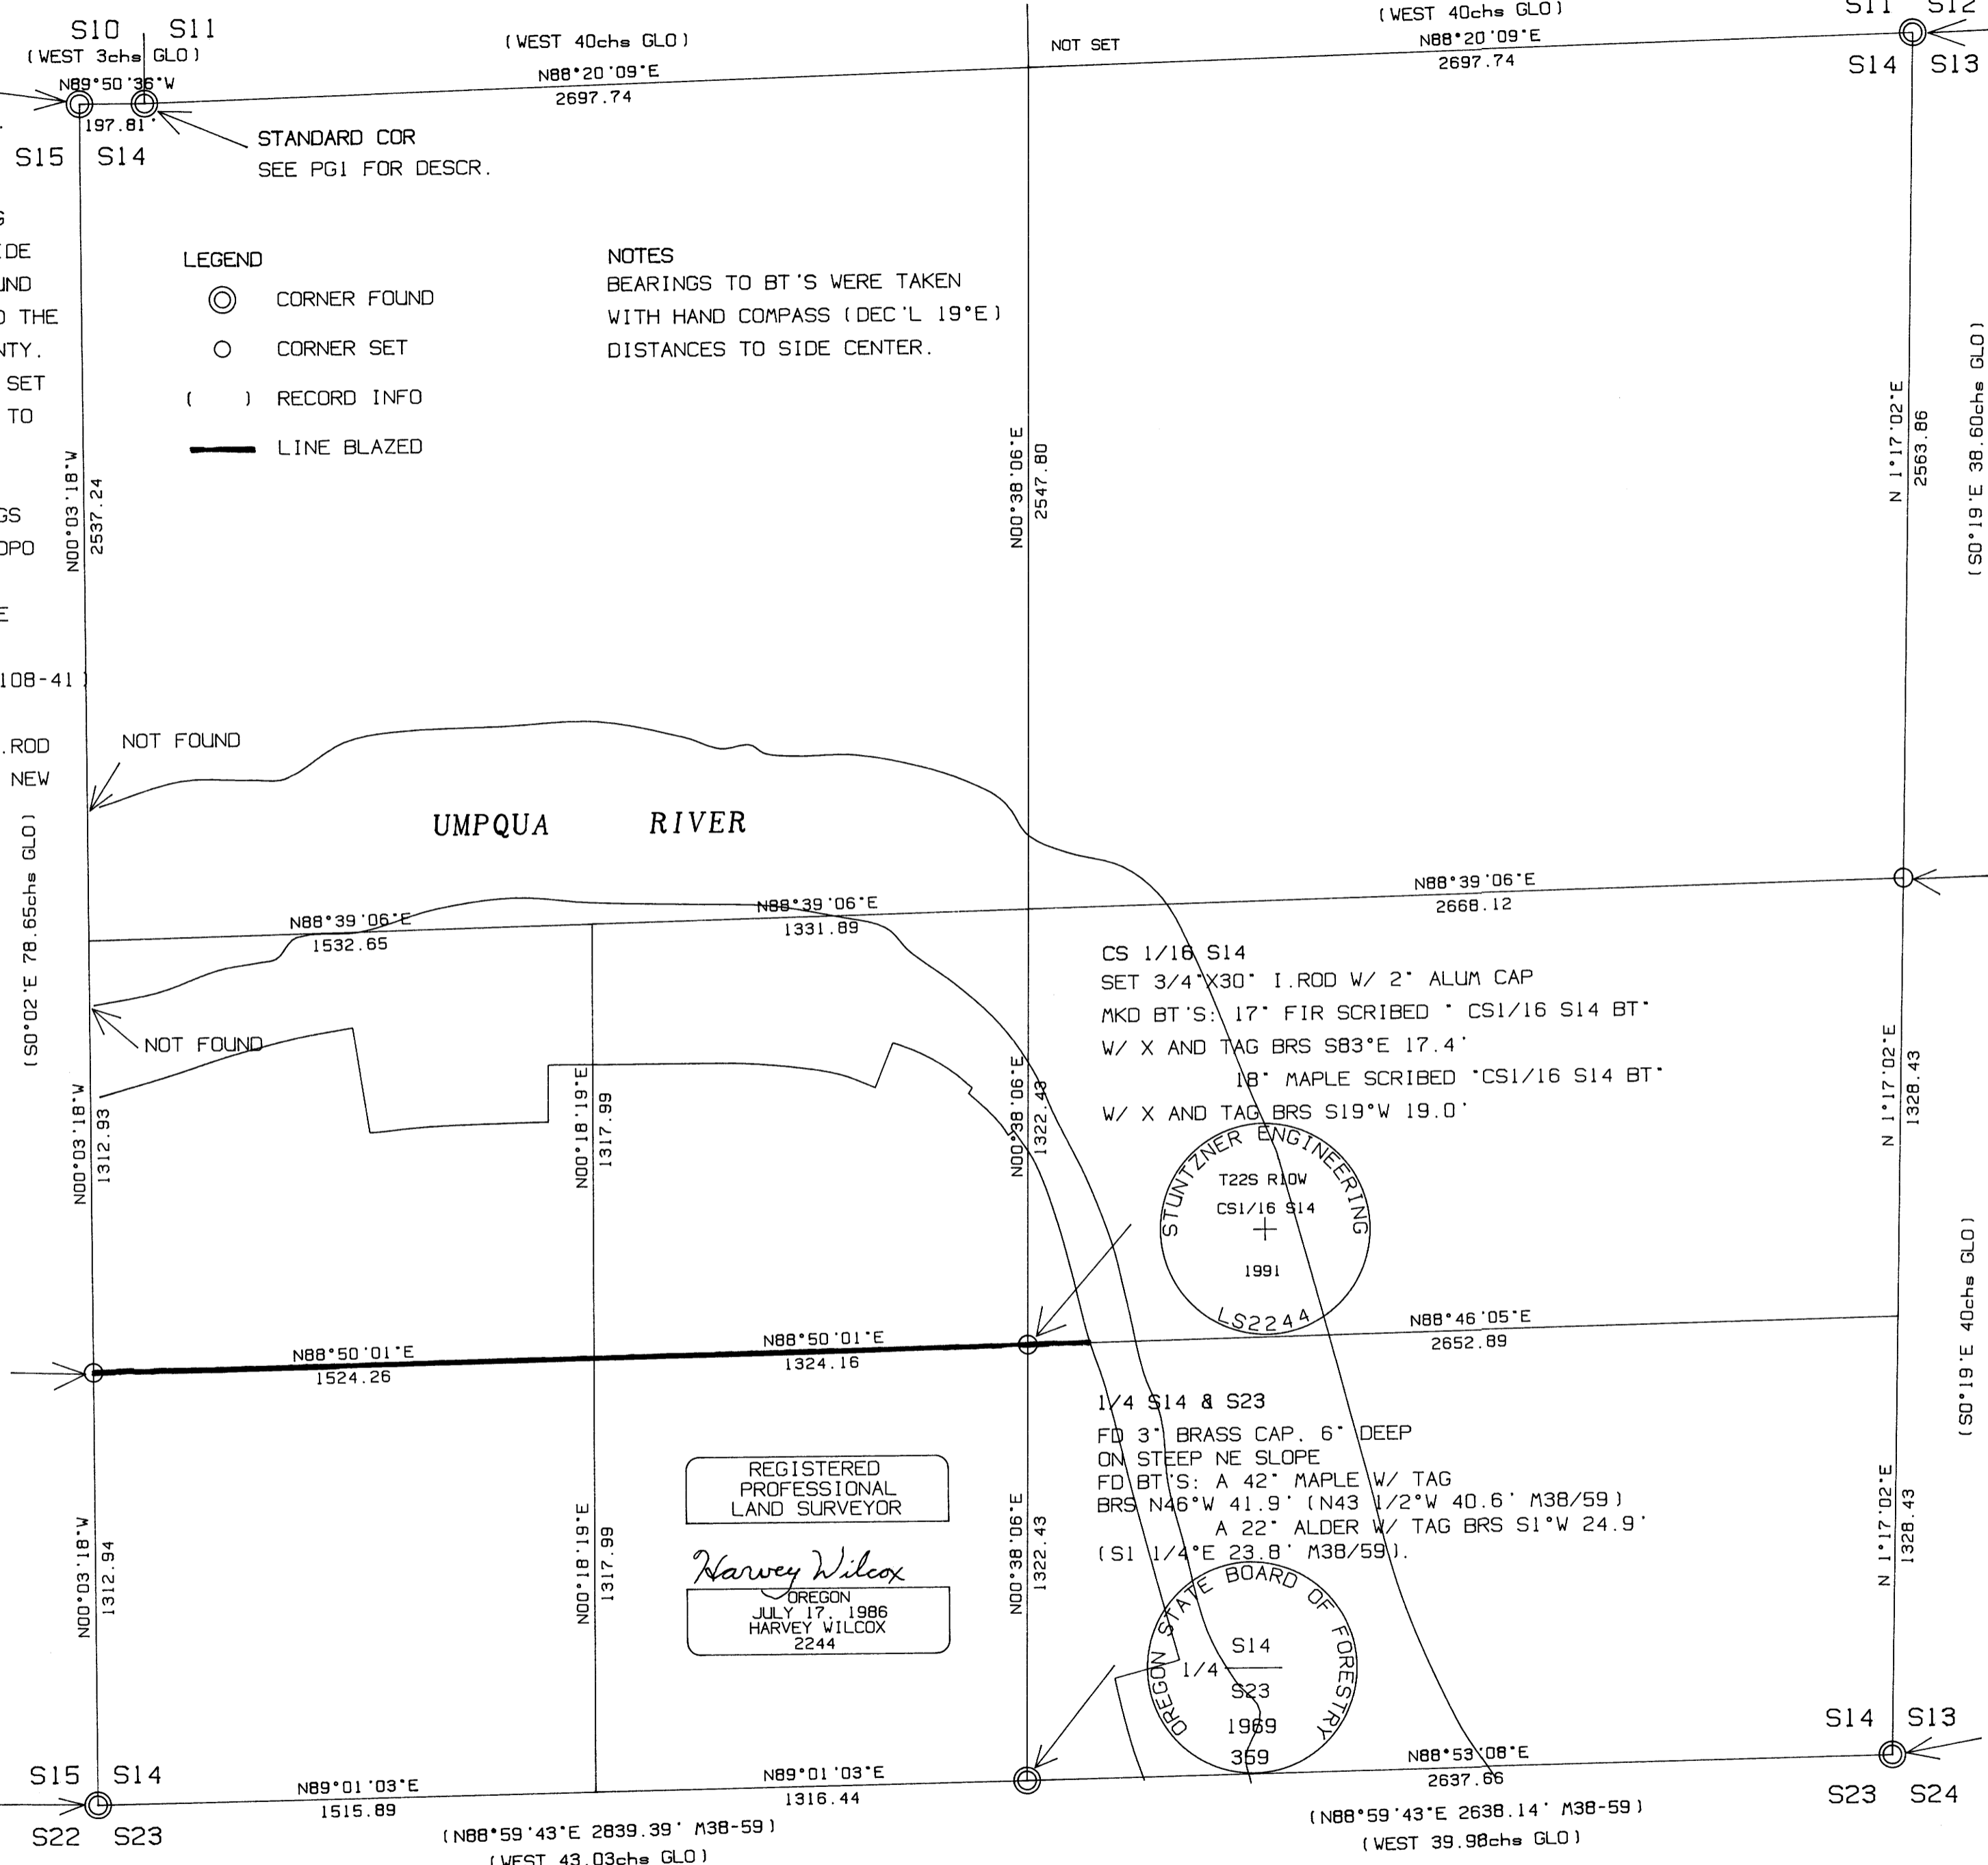 S10 S11
(WEST 3chs GLO)
N89°50'36"W
197.81'
S15 S14
(WEST 40chs GLO)
N88°20'09"E
2697.74
NOT SET
(WEST 40chs GLO)
N88°20'09"E
2697.74
S11 S12
S14 S13
STANDARD COR
SEE PG1 FOR DESCR.
THE
SET
TO
108-41)
.ROD
NEW
LEGEND
CORNER FOUND
CORNER SET
( ) RECORD INFO
LINE BLAZED
NOTES
BEARINGS TO BT'S WERE TAKEN
WITH HAND COMPASS (DEC'L 19°E)
DISTANCES TO SIDE CENTER.
N00°03'18"W
2537.24
N00°38'06"E
2547.80
N 1°17'02"E
2563.86
(S0°19'E 38.60chs GLO)
NOT FOUND
UMPQUA RIVER
(S0°02'E 78.65chs GLO)
N88°39'06"E
1532.65
N88°39'06"E
1331.89
N88°39'06"E
2668.12
NOT FOUND
CS 1/16 S14
SET 3/4"X30" I.ROD W/ 2" ALUM CAP
MKD BT'S: 17" FIR SCRIBED " CS1/16 S14 BT"
W/ X AND TAG BRS S83°E 17.4'
18" MAPLE SCRIBED "CS1/16 S14 BT"
W/ X AND TAG BRS S19°W 19.0'
N00°03'18"W
1312.93
N00°18'19"E
1317.99
N00°38'06"E
1322.43
N 1°17'02"E
1328.43
STUNTZNER ENGINEERING
T22S R10W
CS1/16 S14
1991
LS2244
(S0°19'E 40chs GLO)
N88°50'01"E
1524.26
N88°50'01"E
1324.16
N88°46'05"E
2652.89
1/4 S14 & S23
FD 3" BRASS CAP. 6" DEEP
ON STEEP NE SLOPE
FD BT'S: A 42" MAPLE W/ TAG
BRS N46°W 41.9' (N43 1/2°W 40.6' M38/59)
A 22" ALDER W/ TAG BRS S1°W 24.9'
(S1 1/4°E 23.8' M38/59).
REGISTERED
PROFESSIONAL
LAND SURVEYOR
Harvey Wilcox
OREGON
JULY 17, 1986
HARVEY WILCOX
2244
N00°03'18"W
1312.94
N00°18'19"E
1317.99
N00°38'06"E
1322.43
N 1°17'02"E
1328.43
OREGON STATE BOARD OF FORESTRY
S14
1/4
S23
1969
359
S14 S13
S23 S24
S15 S14
S22 S23
N89°01'03"E
1515.89
N89°01'03"E
1316.44
N88°53'08"E
2637.66
(N88°59'43"E 2839.39' M38-59)
(WEST 43.03chs GLO)
(N88°59'43"E 2638.14' M38-59)
(WEST 39.98chs GLO)